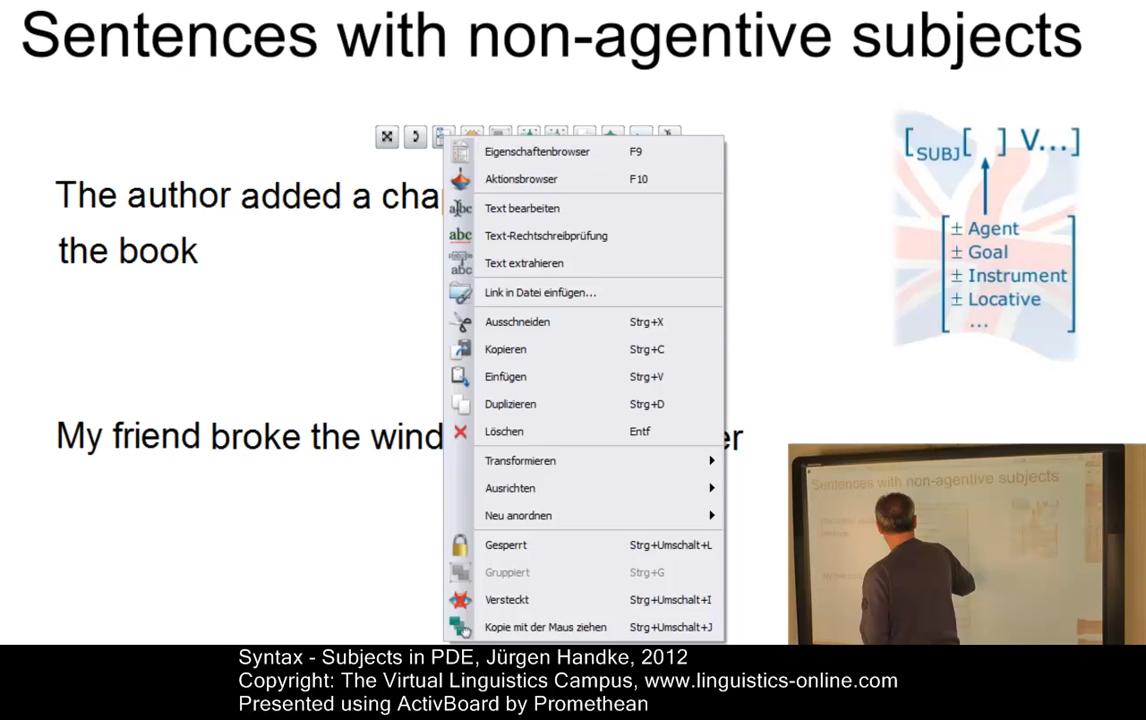 Sentences with non-agentive subjects
[SUBJ[ ] V...]
± Agent
± Goal
± Instrument
± Locative
...
The author added a cha
the book
My friend broke the wind
er
Eigenschaftenbrowser F9
Aktionsbrowser F10
Text bearbeiten
Text-Rechtschreibprüfung
Text extrahieren
Link in Datei einfügen...
Ausschneiden Strg+X
Kopieren Strg+C
Einfügen Strg+V
Duplizieren Strg+D
Löschen Entf
Transformieren
Ausrichten
Neu anordnen
Gesperrt Strg+Umschalt+L
Gruppiert Strg+G
Versteckt Strg+Umschalt+I
Kopie mit der Maus ziehen Strg+Umschalt+J
Sentences with non-agentive subjects
Syntax - Subjects in PDE, Jürgen Handke, 2012
Copyright: The Virtual Linguistics Campus, www.linguistics-online.com
Presented using ActivBoard by Promethean